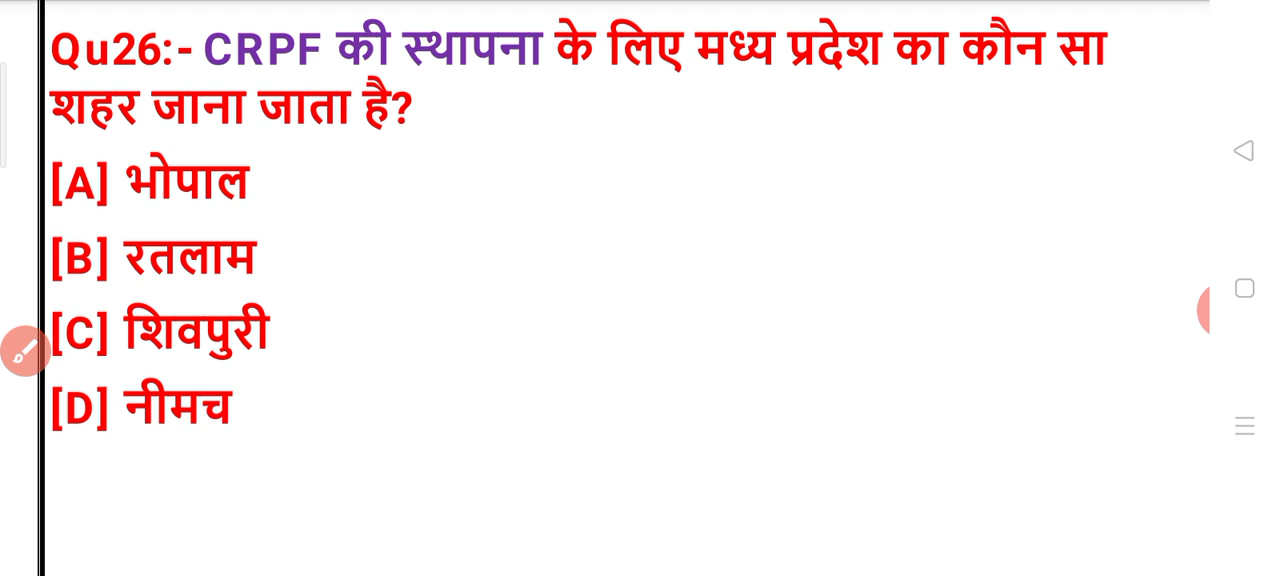 Qu26:- CRPF की स्थापना के लिए मध्य प्रदेश का कौन सा
शहर जाना जाता है?
[A] भोपाल
[B] रतलाम
[C] शिवपुरी
[D] नीमच